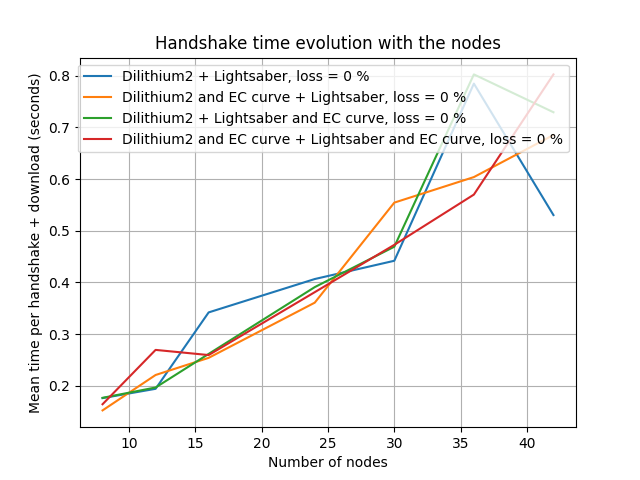 Handshake time evolution with the nodes
Dilithium2 + Lightsaber, loss = 0 %
Dilithium2 and EC curve + Lightsaber, loss = 0 %
Dilithium2 + Lightsaber and EC curve, loss = 0 %
Dilithium2 and EC curve + Lightsaber and EC curve, loss = 0 %
Mean time per handshake + download (seconds)
0.8
0.7
0.6
0.5
0.4
0.3
0.2
10 15 20 25 30 35 40
Number of nodes